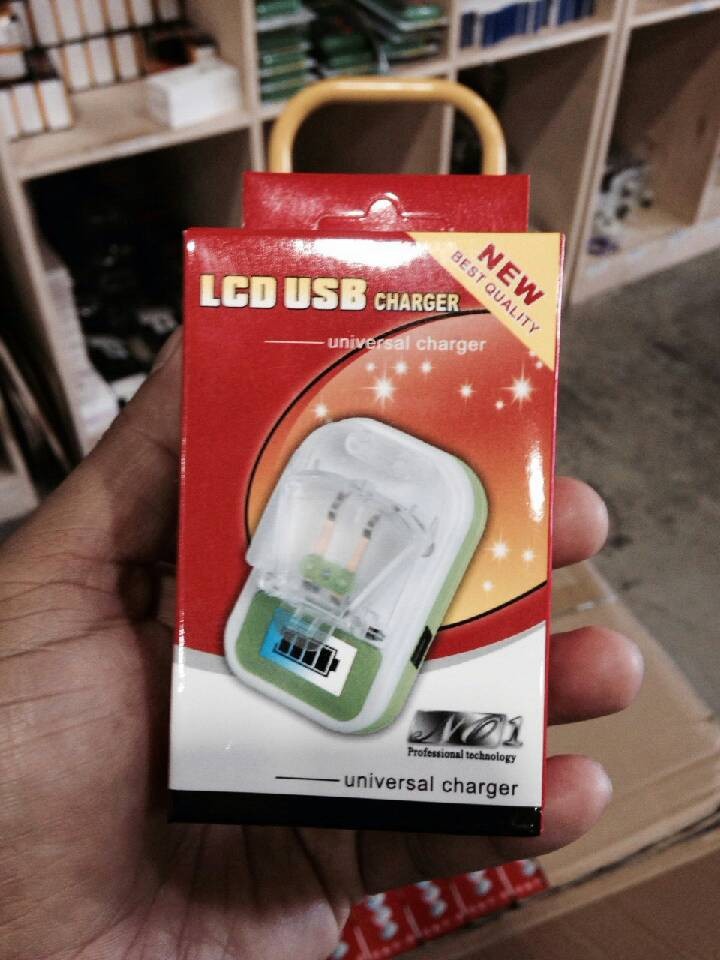 LCD USB CHARGER
NEW
BEST QUALITY
universal charger
NO1
Professional technology
universal charger